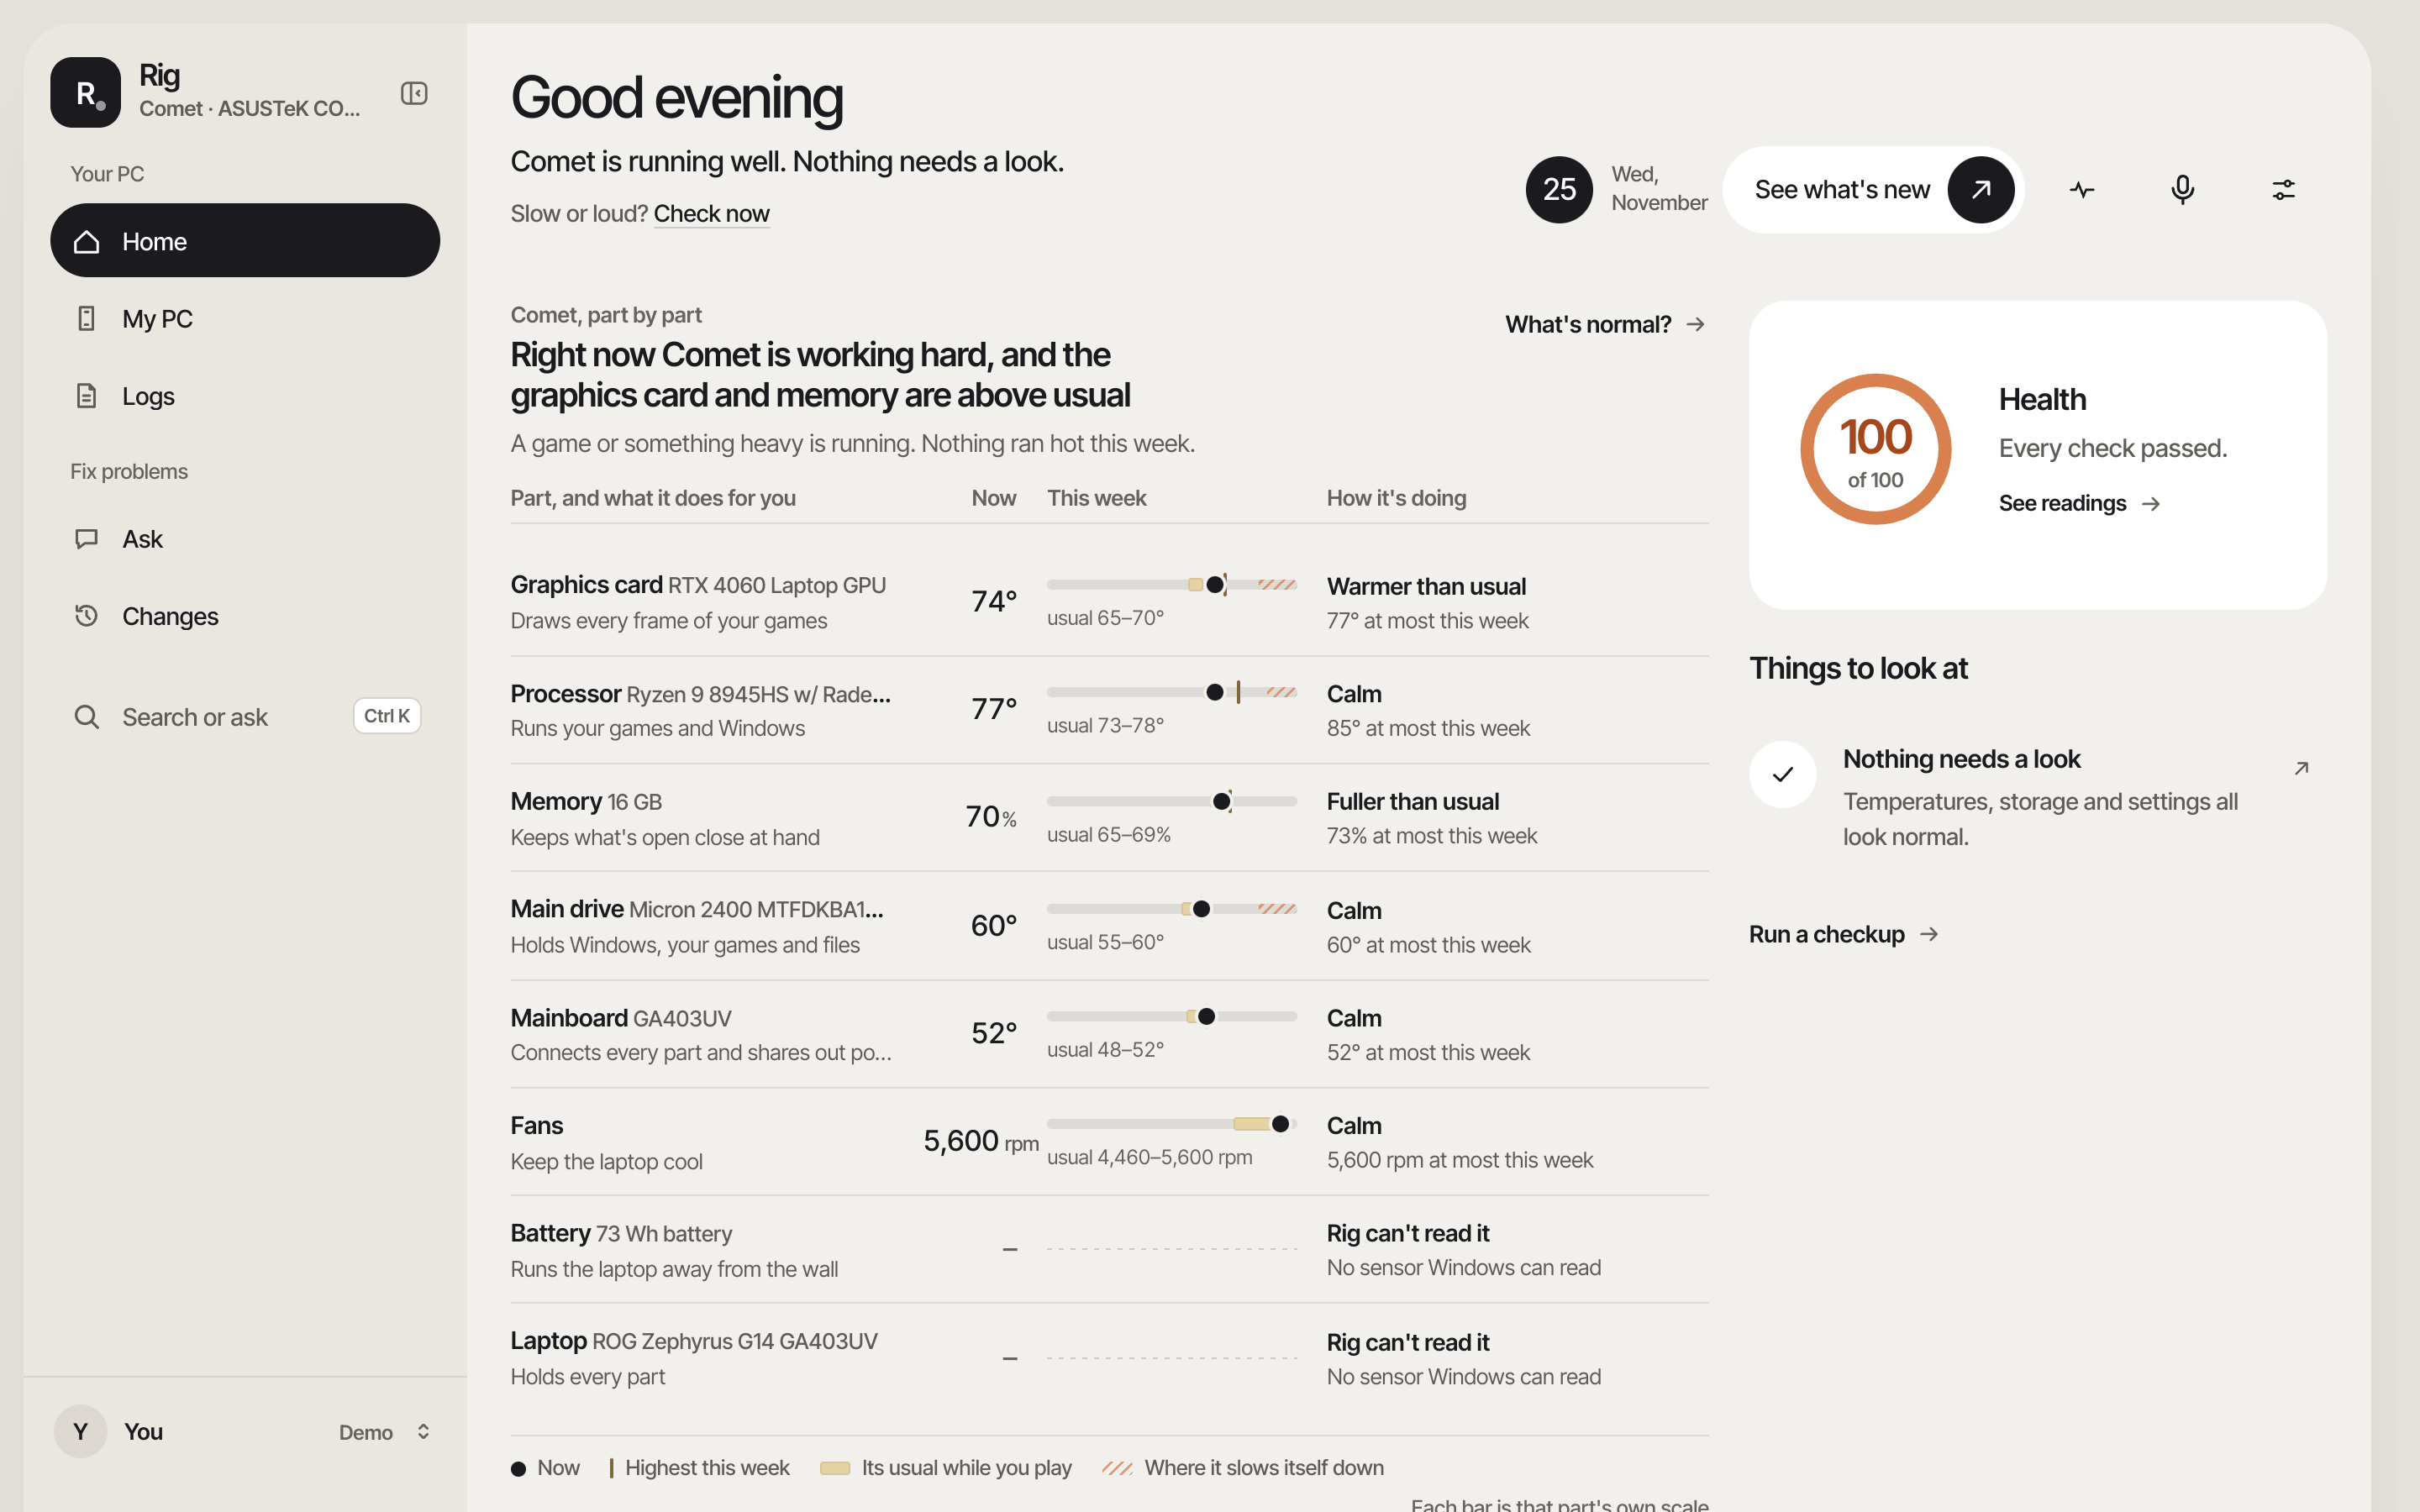 R.
Rig
Comet · ASUSTeK CO...
Your PC
Home
My PC
Logs
Fix problems
Ask
Changes
Search or ask
Ctrl K
Y
You
Demo
Good evening
Comet is running well. Nothing needs a look.
Slow or loud? Check now
25
Wed,
November
See what's new
Comet, part by part
What's normal?
Right now Comet is working hard, and the
graphics card and memory are above usual
A game or something heavy is running. Nothing ran hot this week.
Part, and what it does for you
Now
This week
How it's doing
Graphics card RTX 4060 Laptop GPU
Draws every frame of your games
74°
usual 65–70°
Warmer than usual
77° at most this week
Processor Ryzen 9 8945HS w/ Rade...
Runs your games and Windows
77°
usual 73–78°
Calm
85° at most this week
Memory 16 GB
Keeps what's open close at hand
70%
usual 65–69%
Fuller than usual
73% at most this week
Main drive Micron 2400 MTFDKBA1...
Holds Windows, your games and files
60°
usual 55–60°
Calm
60° at most this week
Mainboard GA403UV
Connects every part and shares out po...
52°
usual 48–52°
Calm
52° at most this week
Fans
Keep the laptop cool
5,600 rpm
usual 4,460–5,600 rpm
Calm
5,600 rpm at most this week
Battery 73 Wh battery
Runs the laptop away from the wall
–
Rig can't read it
No sensor Windows can read
Laptop ROG Zephyrus G14 GA403UV
Holds every part
–
Rig can't read it
No sensor Windows can read
Now
Highest this week
Its usual while you play
Where it slows itself down
Each bar is that part's own scale
100
of 100
Health
Every check passed.
See readings
Things to look at
Nothing needs a look
Temperatures, storage and settings all
look normal.
Run a checkup